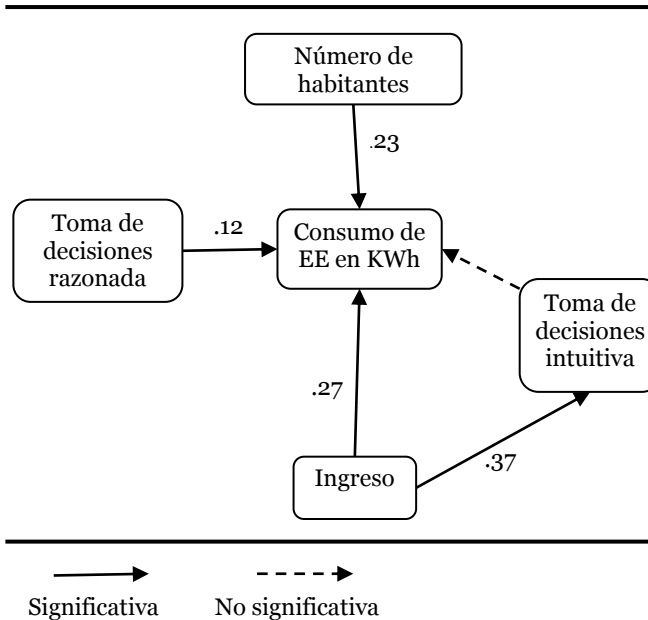 Número de
habitantes
.23
Toma de
decisiones
razonada
.12
Consumo de
EE en KWh
Toma de
decisiones
intuitiva
.27
Ingreso
.37
Significativa
No significativa